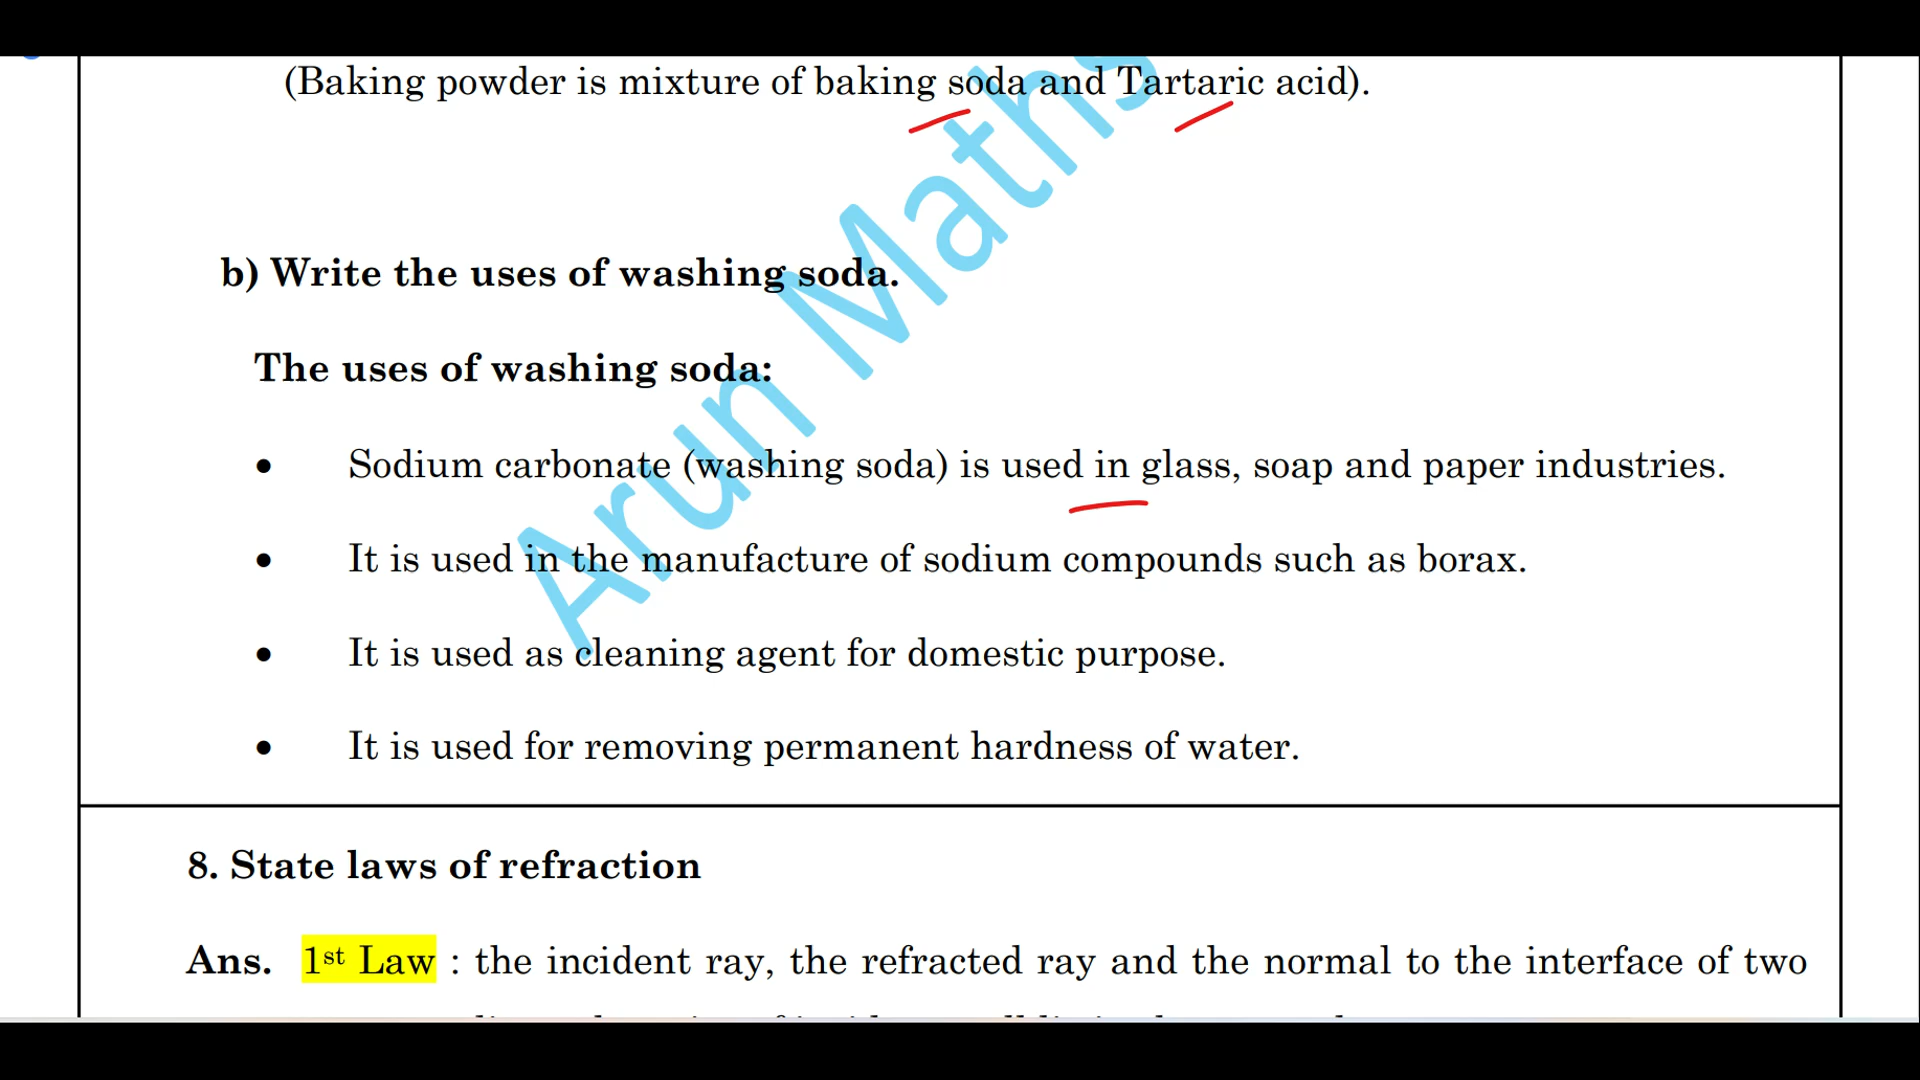 (Baking powder is mixture of baking soda and Tartaric acid).
b) Write the uses of washing soda.
The uses of washing soda:
• Sodium carbonate (washing soda) is used in glass, soap and paper industries.
• It is used in the manufacture of sodium compounds such as borax.
• It is used as cleaning agent for domestic purpose.
• It is used for removing permanent hardness of water.
8. State laws of refraction
Ans. 1st Law : the incident ray, the refracted ray and the normal to the interface of two
Arun Maths